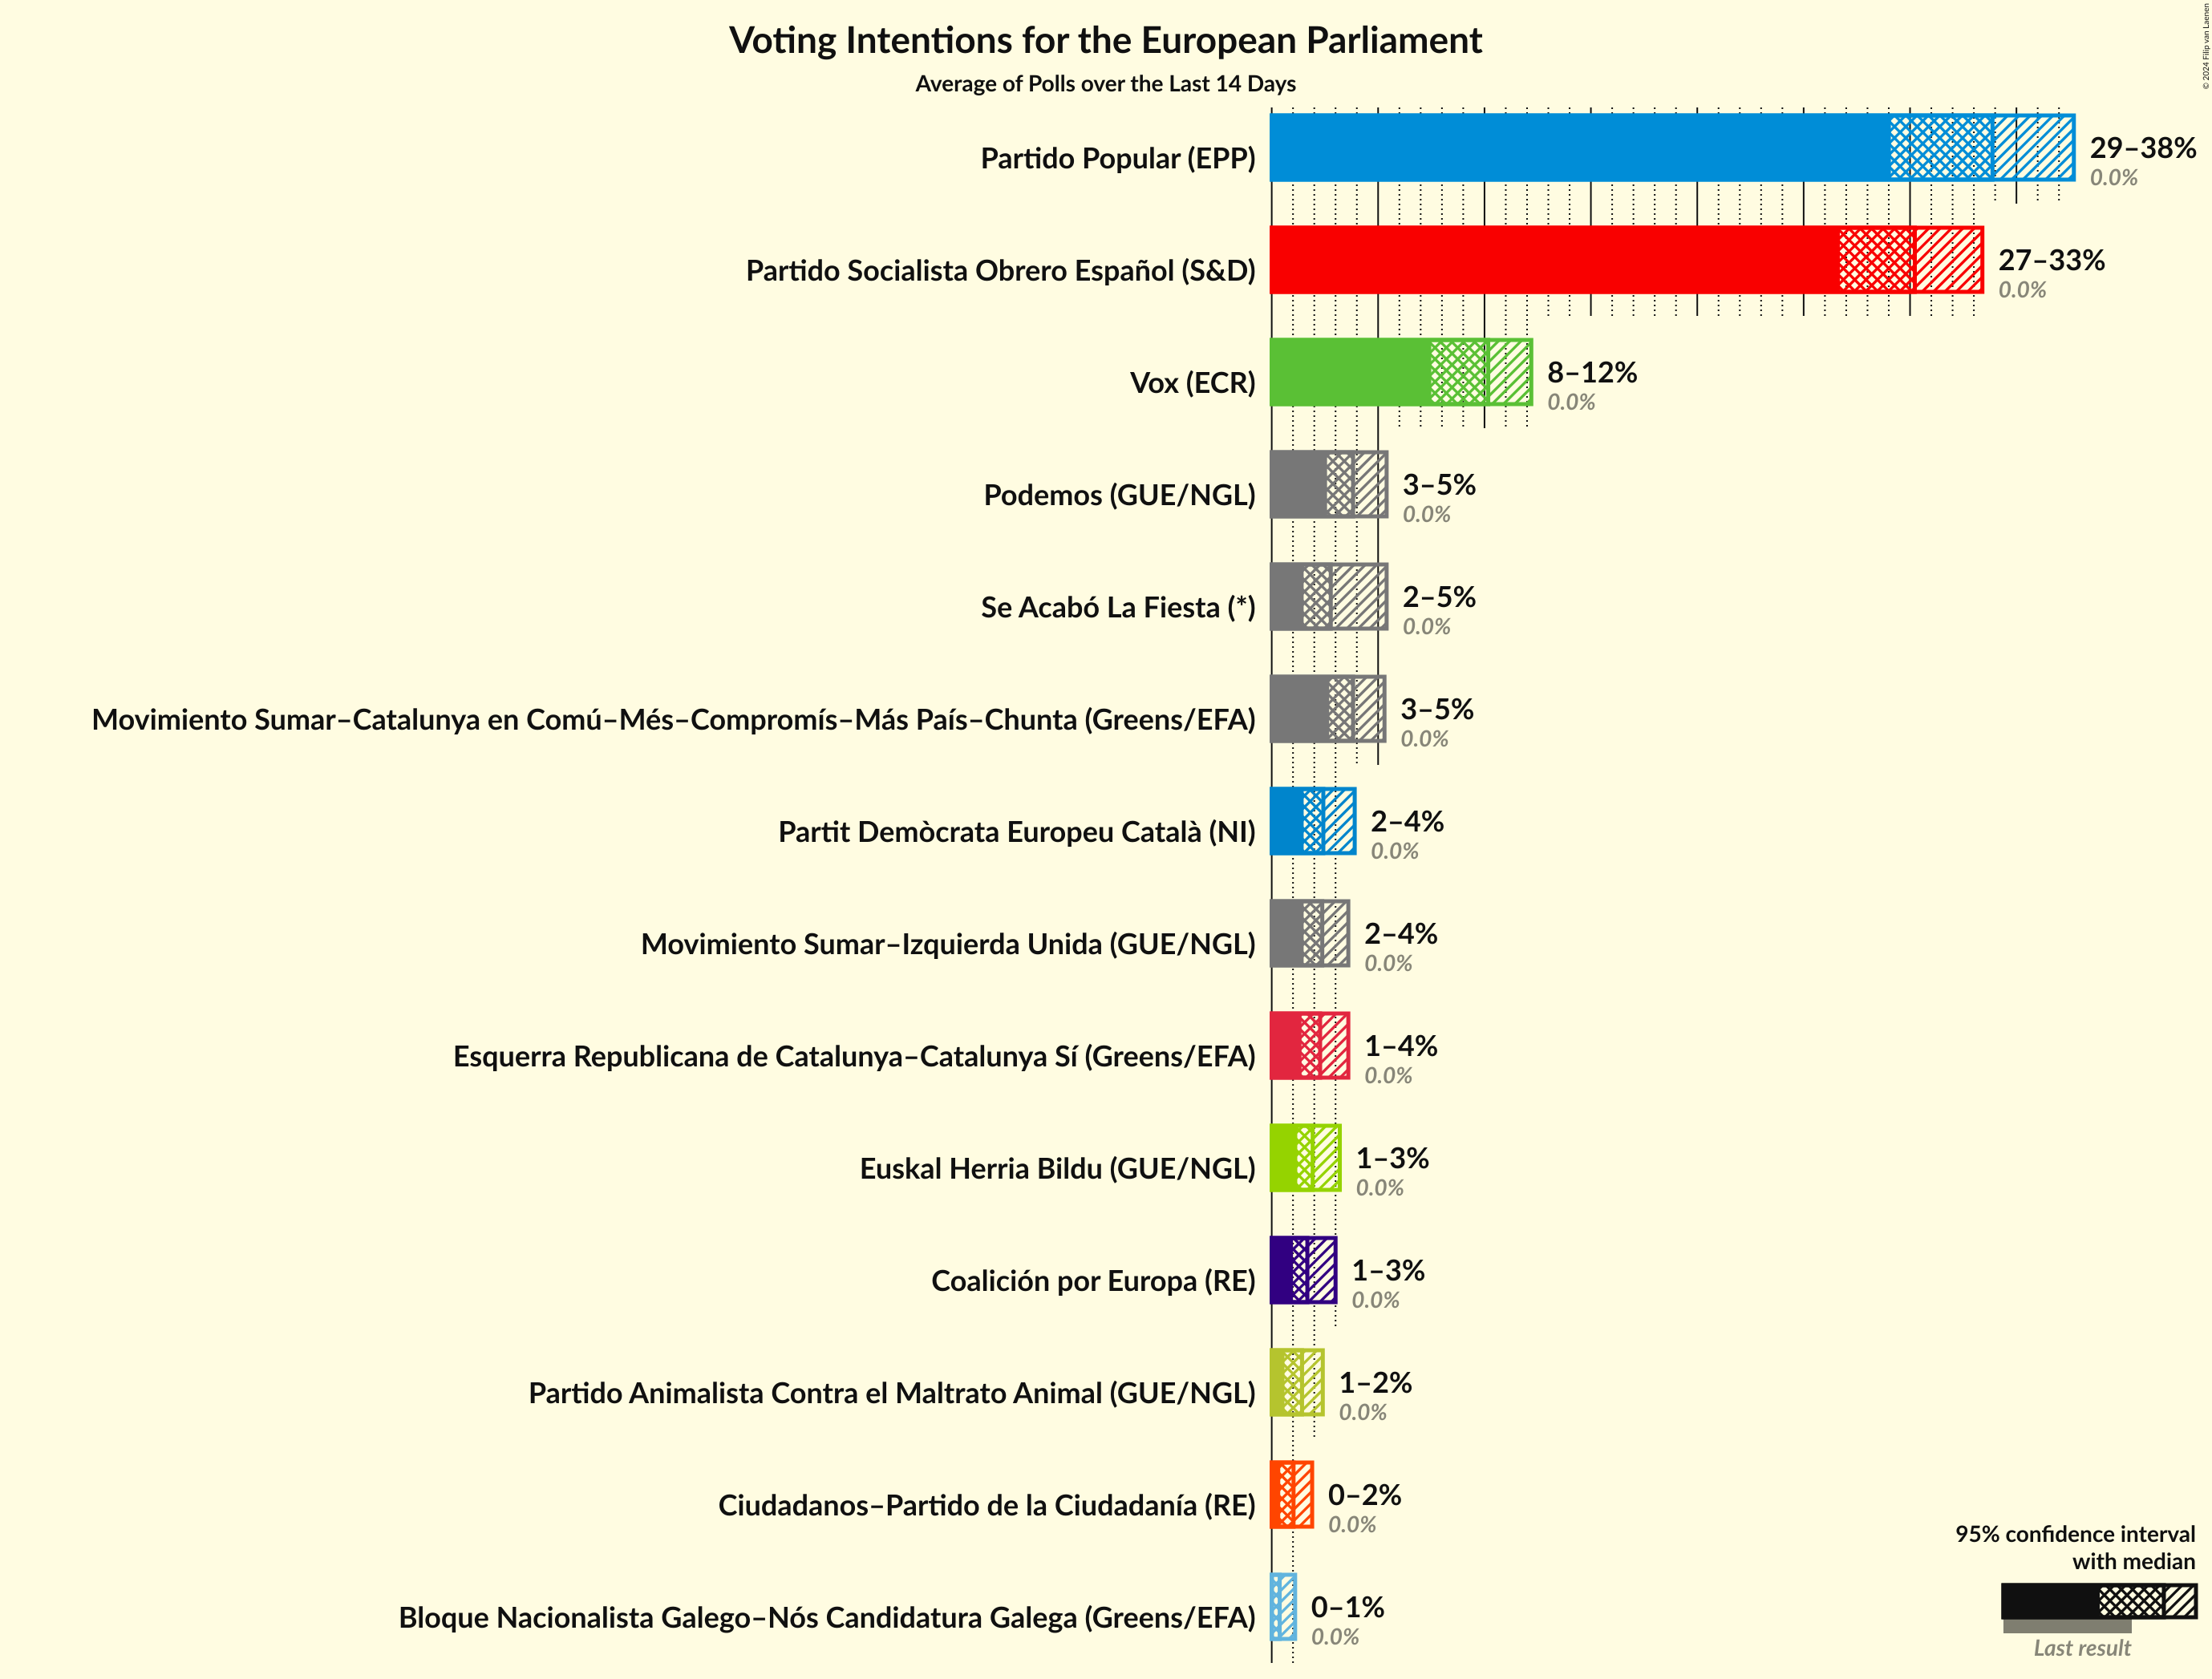 Voting Intentions for the European Parliament
Average of Polls over the Last 14 Days
© 2024 Filip van Laenen
Partido Popular (EPP)
29–38%
0.0%
Partido Socialista Obrero Español (S&D)
27–33%
0.0%
Vox (ECR)
8–12%
0.0%
Podemos (GUE/NGL)
3–5%
0.0%
Se Acabó La Fiesta (*)
2–5%
0.0%
Movimiento Sumar–Catalunya en Comú–Més–Compromís–Más País–Chunta (Greens/EFA)
3–5%
0.0%
Partit Demòcrata Europeu Català (NI)
2–4%
0.0%
Movimiento Sumar–Izquierda Unida (GUE/NGL)
2–4%
0.0%
Esquerra Republicana de Catalunya–Catalunya Sí (Greens/EFA)
1–4%
0.0%
Euskal Herria Bildu (GUE/NGL)
1–3%
0.0%
Coalición por Europa (RE)
1–3%
0.0%
Partido Animalista Contra el Maltrato Animal (GUE/NGL)
1–2%
0.0%
Ciudadanos–Partido de la Ciudadanía (RE)
0–2%
0.0%
Bloque Nacionalista Galego–Nós Candidatura Galega (Greens/EFA)
0–1%
0.0%
95% confidence interval
with median
Last result